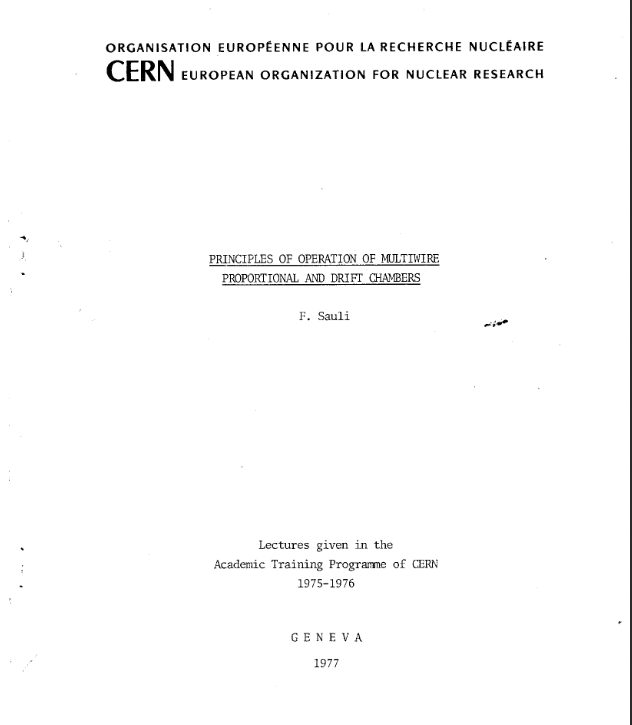 ORGANISATION EUROPÉENNE POUR LA RECHERCHE NUCLÉAIRE
CERN EUROPEAN ORGANIZATION FOR NUCLEAR RESEARCH
PRINCIPLES OF OPERATION OF MULTIWIRE
PROPORTIONAL AND DRIFT CHAMBERS
F. Sauli
Lectures given in the
Academic Training Programme of CERN
1975-1976
G E N E V A
1977